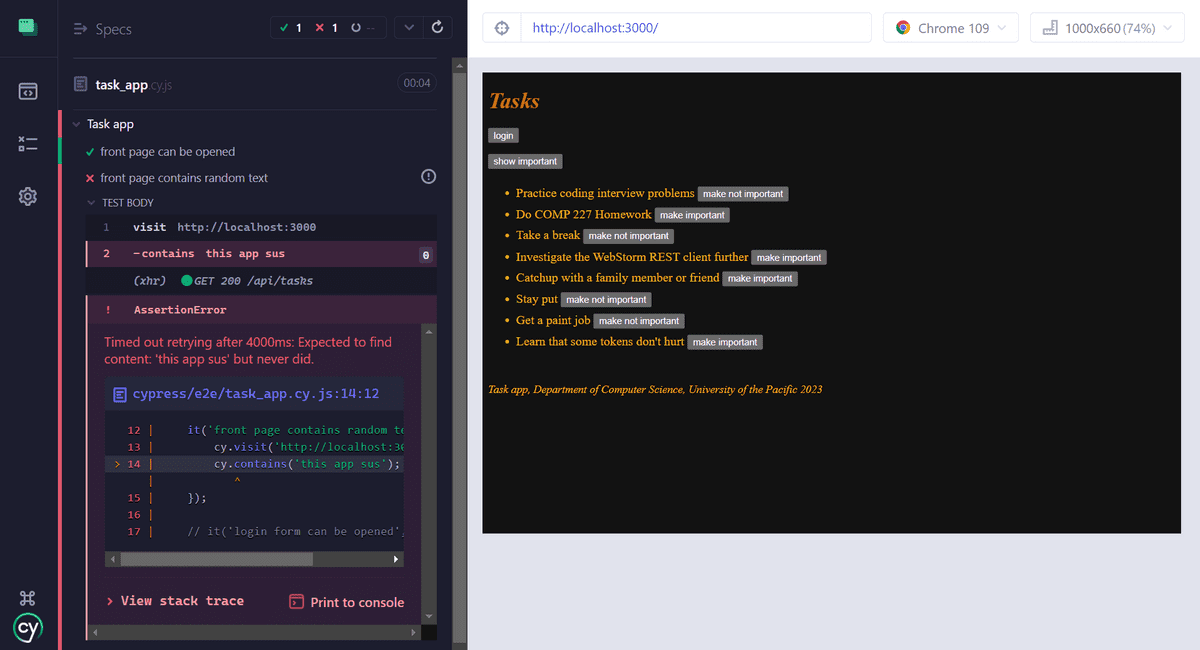 Specs
1 1 --
task_app.cy.js 00:04
Task app
front page can be opened
front page contains random text
TEST BODY
1 visit http://localhost:3000
2 -contains this app sus 0
(xhr) GET 200 /api/tasks
! AssertionError
Timed out retrying after 4000ms: Expected to find
content: 'this app sus' but never did.
cypress/e2e/task_app.cy.js:14:12
12 | it('front page contains random te
13 | cy.visit('http://localhost:30
> 14 | cy.contains('this app sus');
| ^
15 | });
16 |
17 | // it('login form can be opened',
> View stack trace Print to console
cy
http://localhost:3000/
Chrome 109
1000x660 (74%)
Tasks
login
show important
• Practice coding interview problems make not important
• Do COMP 227 Homework make important
• Take a break make not important
• Investigate the WebStorm REST client further make important
• Catchup with a family member or friend make important
• Stay put make not important
• Get a paint job make not important
• Learn that some tokens don't hurt make important
Task app, Department of Computer Science, University of the Pacific 2023